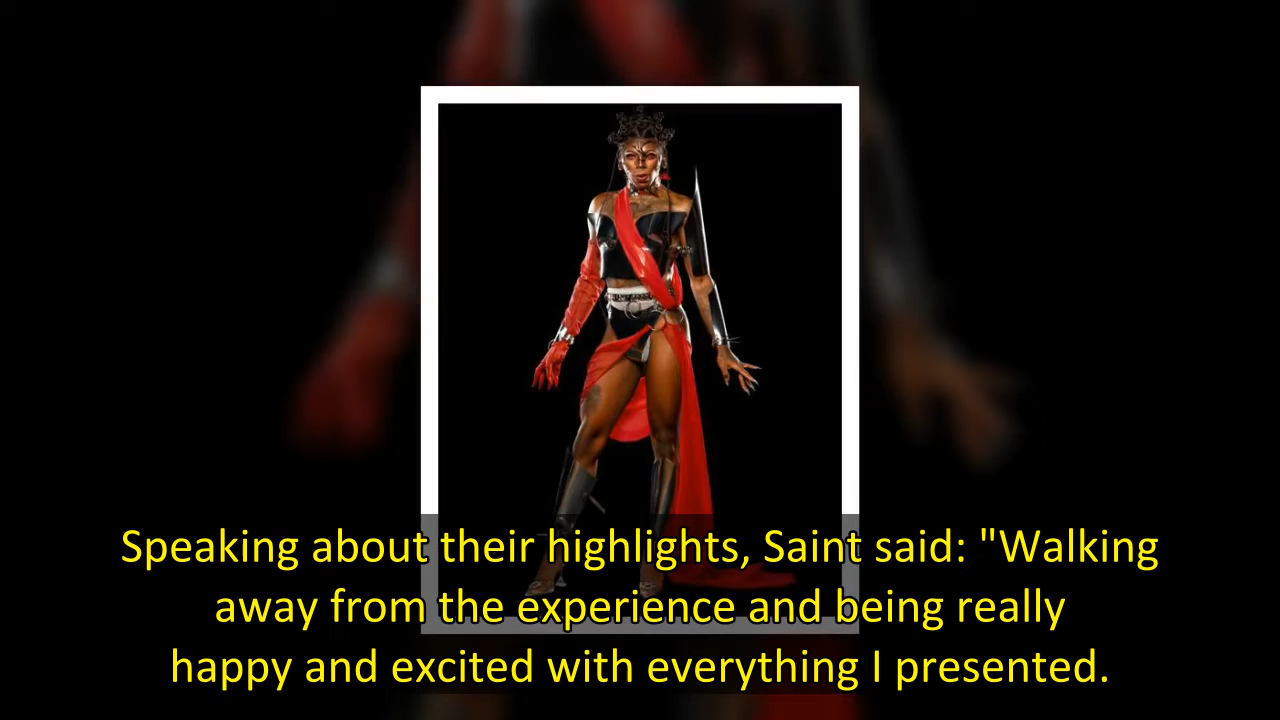 Speaking about their highlights, Saint said: "Walking
away from the experience and being really
happy and excited with everything I presented.